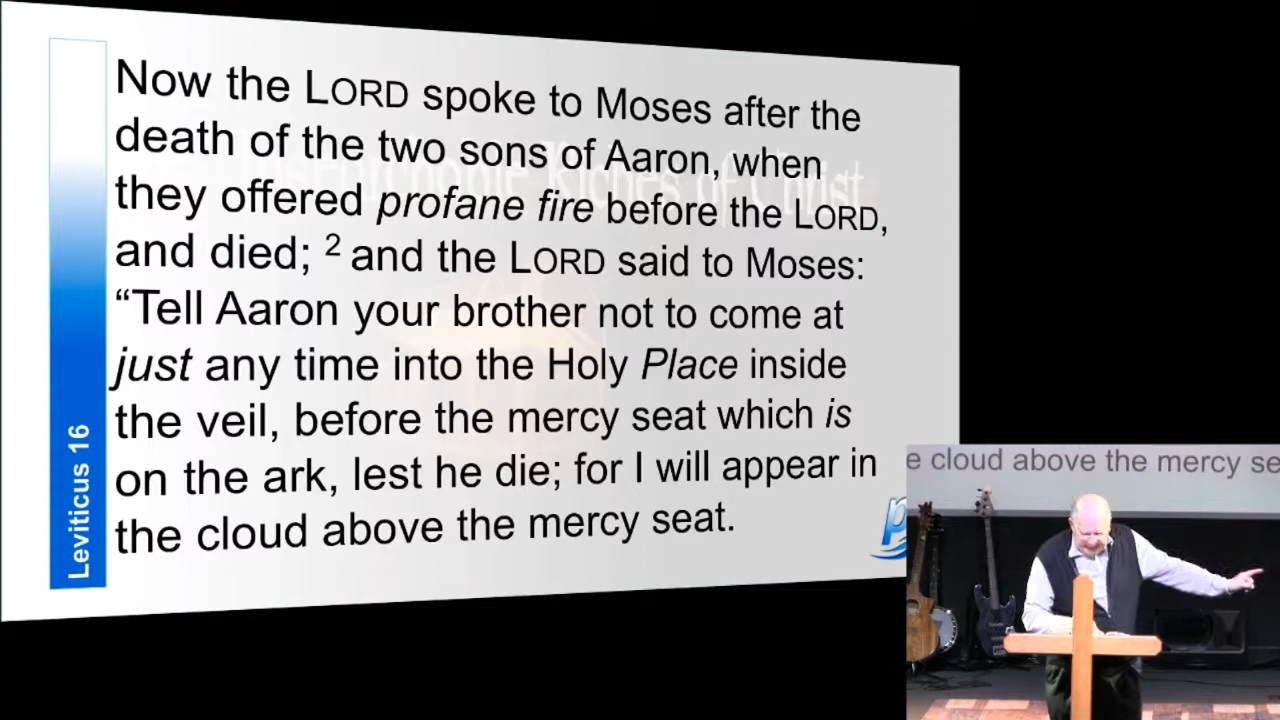 Now the LORD spoke to Moses after the
death of the two sons of Aaron, when
they offered profane fire before the LORD,
and died; 2 and the LORD said to Moses:
“Tell Aaron your brother not to come at
just any time into the Holy Place inside
the veil, before the mercy seat which is
on the ark, lest he die; for I will appear in
the cloud above the mercy seat.
Leviticus 16
Riches of Christ
e cloud above the mercy se